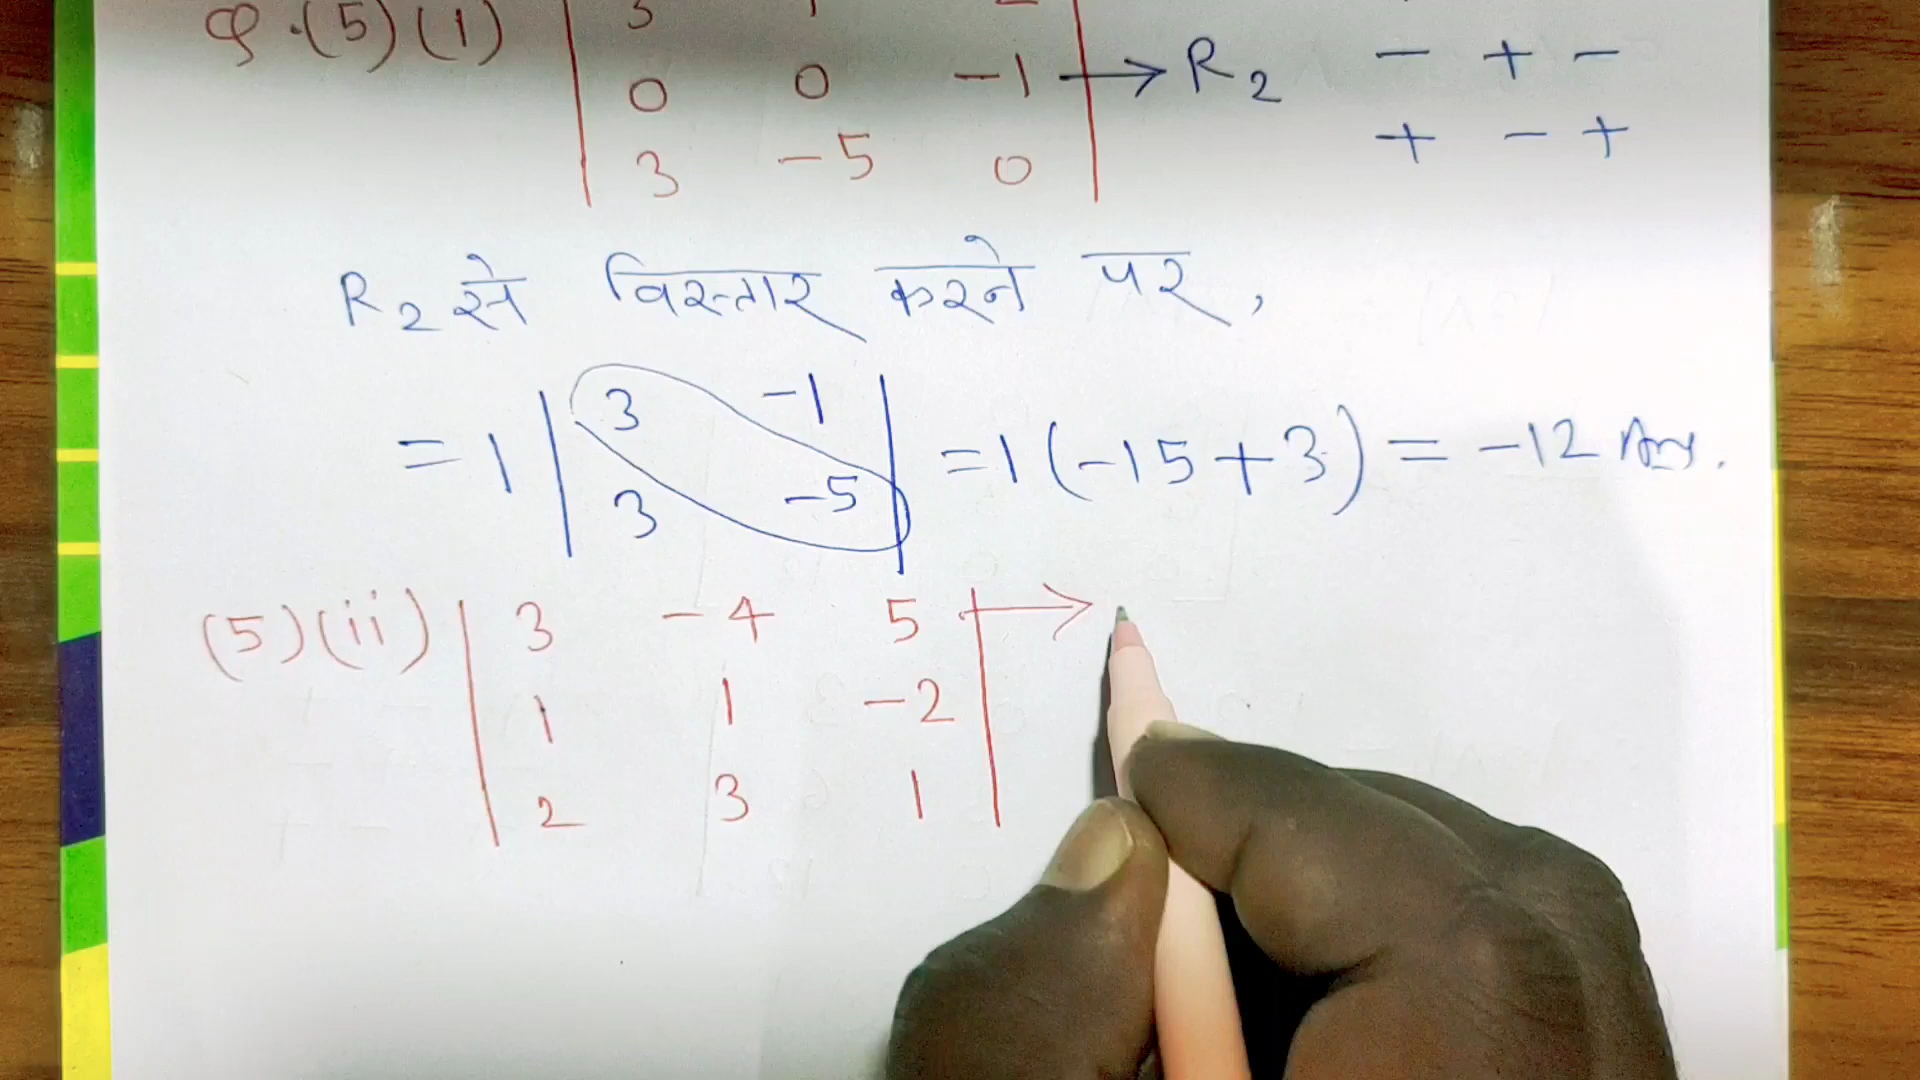 प्र.(5)(1) | 3 -1 -2 |
| 0 0 -1 | → R2 - + -
| 3 -5 0 | + - +
R2 से विस्तार करने पर,
= 1 | 3 -1 | = 1 (-15 + 3) = -12 Ans.
| 3 -5 |
(5)(ii) | 3 -4 5 | →
| 1 1 -2 |
| 2 3 1 |